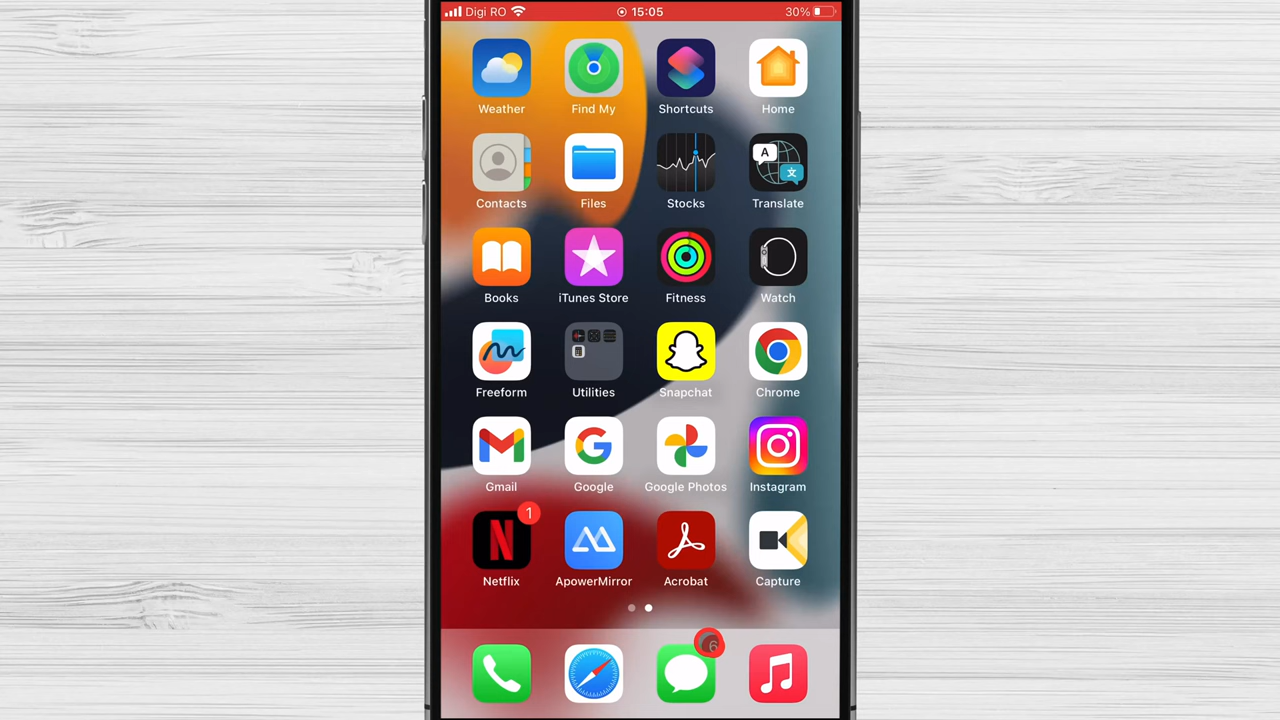 Digi RO 15:05 30%
Weather Find My Shortcuts Home
Contacts Files Stocks Translate
Books iTunes Store Fitness Watch
Freeform Utilities Snapchat Chrome
Gmail Google Google Photos Instagram
1
Netflix ApowerMirror Acrobat Capture
6